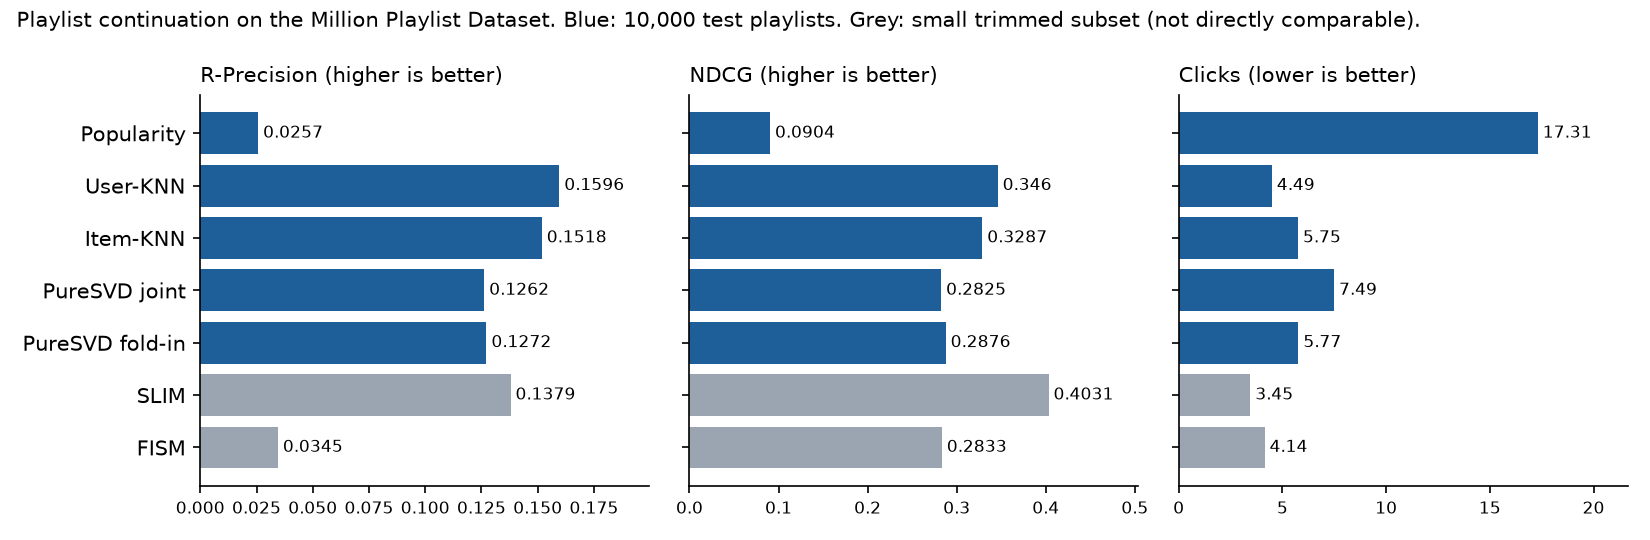 Playlist continuation on the Million Playlist Dataset. Blue: 10,000 test playlists. Grey: small trimmed subset (not directly comparable).
R-Precision (higher is better)
Popularity
User-KNN
Item-KNN
PureSVD joint
PureSVD fold-in
SLIM
FISM
0.0257
0.1596
0.1518
0.1262
0.1272
0.1379
0.0345
0.000 0.025 0.050 0.075 0.100 0.125 0.150 0.175
NDCG (higher is better)
0.0904
0.346
0.3287
0.2825
0.2876
0.4031
0.2833
0.0 0.1 0.2 0.3 0.4 0.5
Clicks (lower is better)
17.31
4.49
5.75
7.49
5.77
3.45
4.14
0 5 10 15 20